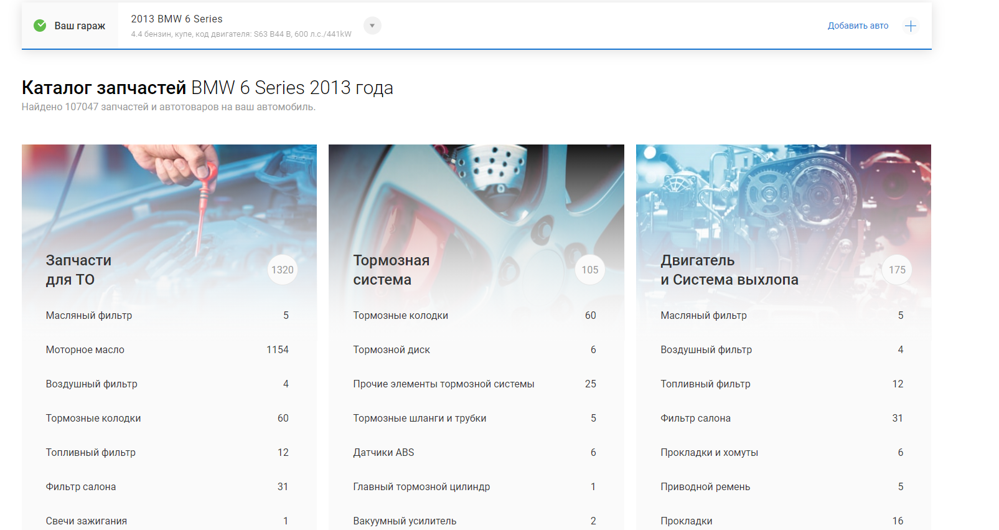 Ваш гараж
2013 BMW 6 Series
4.4 бензин, купе, код двигателя: S63 B44 B, 600 л.с./441kW
Добавить авто
Каталог запчастей BMW 6 Series 2013 года
Найдено 107047 запчастей и автотоваров на ваш автомобиль.
Запчасти
для ТО
1320
Масляный фильтр 5
Моторное масло 1154
Воздушный фильтр 4
Тормозные колодки 60
Топливный фильтр 12
Фильтр салона 31
Свечи зажигания 1
Тормозная
система
105
Тормозные колодки 60
Тормозной диск 6
Прочие элементы тормозной системы 25
Тормозные шланги и трубки 5
Датчики ABS 6
Главный тормозной цилиндр 1
Вакуумный усилитель 2
Двигатель
и Система выхлопа
175
Масляный фильтр 5
Воздушный фильтр 4
Топливный фильтр 12
Фильтр салона 31
Прокладки и хомуты 6
Приводной ремень 5
Прокладки 16